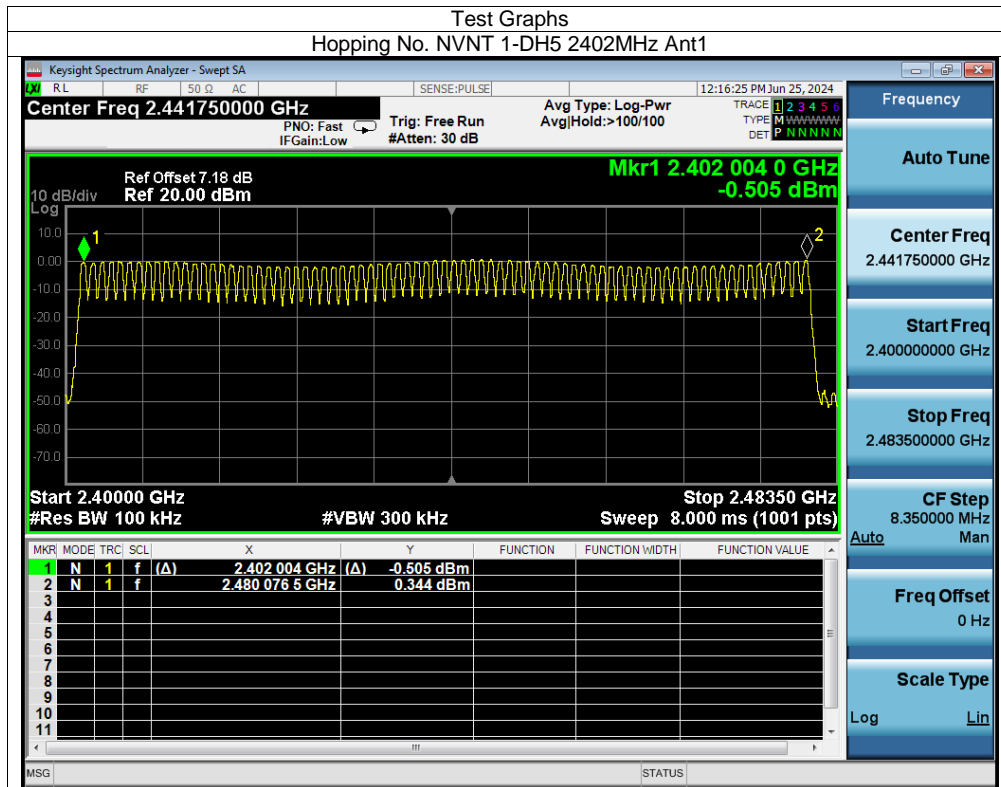 Test Graphs
Hopping No. NVNT 1-DH5 2402MHz Ant1
Keysight Spectrum Analyzer - Swept SA
LXI RL RF 50 Ω AC SENSE:PULSE 12:16:25 PM Jun 25, 2024
Center Freq 2.441750000 GHz
PNO: Fast
IFGain:Low
Trig: Free Run
#Atten: 30 dB
Avg Type: Log-Pwr
Avg|Hold:>100/100
TRACE 1 2 3 4 5 6
TYPE M WWWWW
DET P N N N N N
Mkr1 2.402 004 0 GHz
-0.505 dBm
Ref Offset 7.18 dB
10 dB/div Ref 20.00 dBm
Log
10.0
0.00
-10.0
-20.0
-30.0
-40.0
-50.0
-60.0
-70.0
1
2
Start 2.40000 GHz Stop 2.48350 GHz
#Res BW 100 kHz #VBW 300 kHz Sweep 8.000 ms (1001 pts)
MKR MODE TRC SCL X Y FUNCTION FUNCTION WIDTH FUNCTION VALUE
1 N 1 f (Δ) 2.402 004 GHz (Δ) -0.505 dBm
2 N 1 f 2.480 076 5 GHz 0.344 dBm
3
4
5
6
7
8
9
10
11
MSG STATUS
Frequency
Auto Tune
Center Freq
2.441750000 GHz
Start Freq
2.400000000 GHz
Stop Freq
2.483500000 GHz
CF Step
8.350000 MHz
Auto Man
Freq Offset
0 Hz
Scale Type
Log Lin